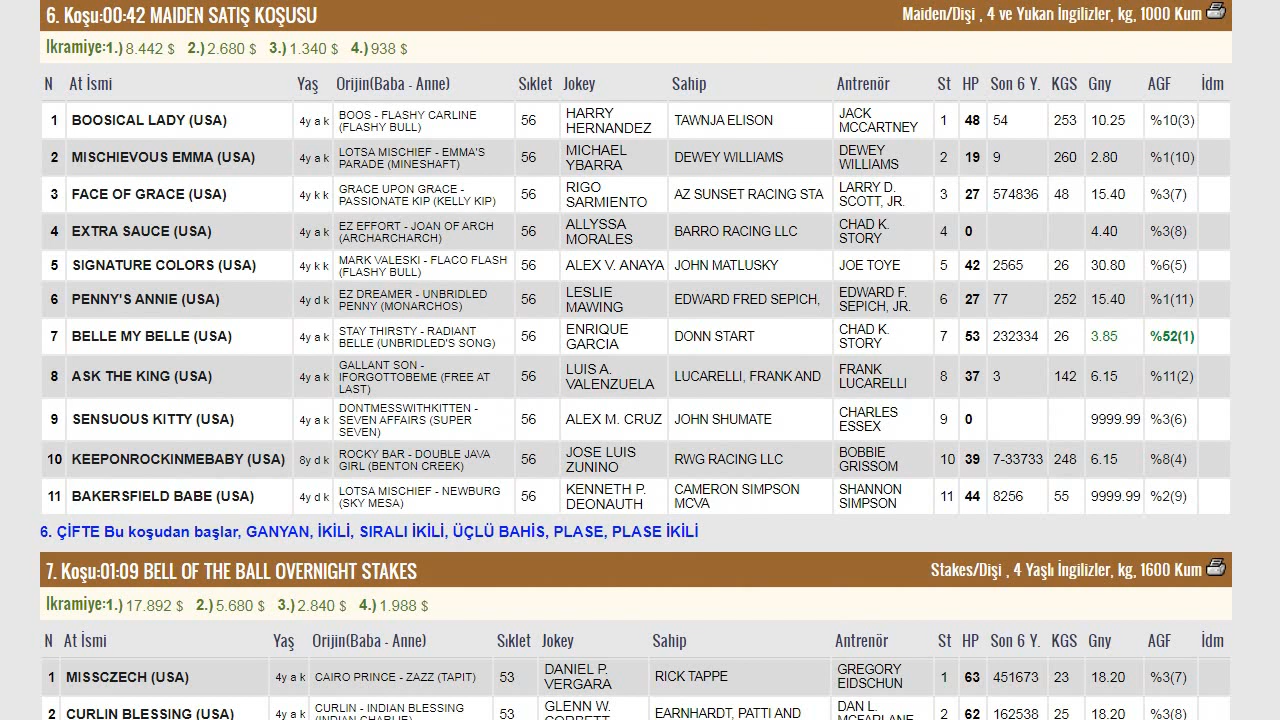 6. Koşu:00:42 MAIDEN SATIŞ KOŞUSU Maiden/Dişi , 4 ve Yukarı İngilizler, kg, 1000 Kum
İkramiye:1.) 8.442 $ 2.) 2.680 $ 3.) 1.340 $ 4.) 938 $
N At İsmi Yaş Orijin(Baba - Anne) Sıklet Jokey Sahip Antrenör St HP Son 6 Y. KGS Gny AGF İdm
1 BOOSICAL LADY (USA) 4y a k BOOS - FLASHY CARLINE (FLASHY BULL) 56 HARRY HERNANDEZ TAWNJA ELISON JACK MCCARTNEY 1 48 54 253 10.25 %10(3)
2 MISCHIEVOUS EMMA (USA) 4y a k LOTSA MISCHIEF - EMMA'S PARADE (MINESHAFT) 56 MICHAEL YBARRA DEWEY WILLIAMS DEWEY WILLIAMS 2 19 9 260 2.80 %1(10)
3 FACE OF GRACE (USA) 4y k k GRACE UPON GRACE - PASSIONATE KIP (KELLY KIP) 56 RIGO SARMIENTO AZ SUNSET RACING STA LARRY D. SCOTT, JR. 3 27 574836 48 15.40 %3(7)
4 EXTRA SAUCE (USA) 4y a k EZ EFFORT - JOAN OF ARCH (ARCHARCHARCH) 56 ALLYSSA MORALES BARRO RACING LLC CHAD K. STORY 4 0 4.40 %3(8)
5 SIGNATURE COLORS (USA) 4y k k MARK VALESKI - FLACO FLASH (FLASHY BULL) 56 ALEX V. ANAYA JOHN MATLUSKY JOE TOYE 5 42 2565 26 30.80 %6(5)
6 PENNY'S ANNIE (USA) 4y d k EZ DREAMER - UNBRIDLED PENNY (MONARCHOS) 56 LESLIE MAWING EDWARD FRED SEPICH, EDWARD F. SEPICH, JR. 6 27 77 252 15.40 %1(11)
7 BELLE MY BELLE (USA) 4y a k STAY THIRSTY - RADIANT BELLE (UNBRIDLED'S SONG) 56 ENRIQUE GARCIA DONN START CHAD K. STORY 7 53 232334 26 3.85 %52(1)
8 ASK THE KING (USA) 4y a k GALLANT SON - IFORGOTTOBEME (FREE AT LAST) 56 LUIS A. VALENZUELA LUCARELLI, FRANK AND FRANK LUCARELLI 8 37 3 142 6.15 %11(2)
9 SENSUOUS KITTY (USA) 4y a k DONTMESSWITHKITTEN - SEVEN AFFAIRS (SUPER SEVEN) 56 ALEX M. CRUZ JOHN SHUMATE CHARLES ESSEX 9 0 9999.99 %3(6)
10 KEEPONROCKINMEBABY (USA) 8y d k ROCKY BAR - DOUBLE JAVA GIRL (BENTON CREEK) 56 JOSE LUIS ZUNINO RWG RACING LLC BOBBIE GRISSOM 10 39 7-33733 248 6.15 %8(4)
11 BAKERSFIELD BABE (USA) 4y d k LOTSA MISCHIEF - NEWBURG (SKY MESA) 56 KENNETH P. DEONAUTH CAMERON SIMPSON MCVA SHANNON SIMPSON 11 44 8256 55 9999.99 %2(9)
6. ÇİFTE Bu koşudan başlar, GANYAN, İKİLİ, SIRALI İKİLİ, ÜÇLÜ BAHİS, PLASE, PLASE İKİLİ
7. Koşu:01:09 BELL OF THE BALL OVERNIGHT STAKES Stakes/Dişi , 4 Yaşlı İngilizler, kg, 1600 Kum
İkramiye:1.) 17.892 $ 2.) 5.680 $ 3.) 2.840 $ 4.) 1.988 $
N At İsmi Yaş Orijin(Baba - Anne) Sıklet Jokey Sahip Antrenör St HP Son 6 Y. KGS Gny AGF İdm
1 MISSCZECH (USA) 4y a k CAIRO PRINCE - ZAZZ (TAPIT) 53 DANIEL P. VERGARA RICK TAPPE GREGORY EIDSCHUN 1 63 451673 23 18.20 %3(7)
2 CURLIN BLESSING (USA) 4y a k CURLIN - INDIAN BLESSING 53 GLENN W. EARNHARDT, PATTI AND DAN L. 2 62 162538 25 18.20 %3(8)